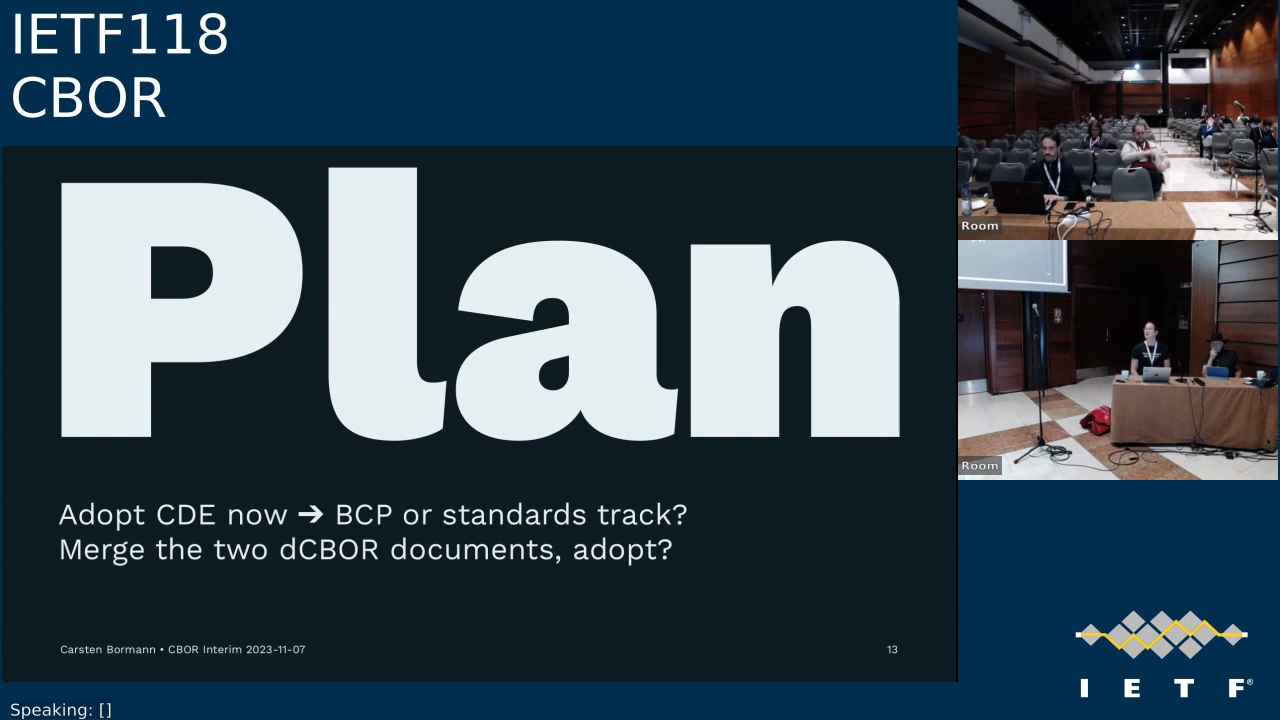 IETF118
CBOR
Plan
Adopt CDE now ➔ BCP or standards track?
Merge the two dCBOR documents, adopt?
Carsten Bormann • CBOR Interim 2023-11-07
13
Room
Room
I E T F®
Speaking: []